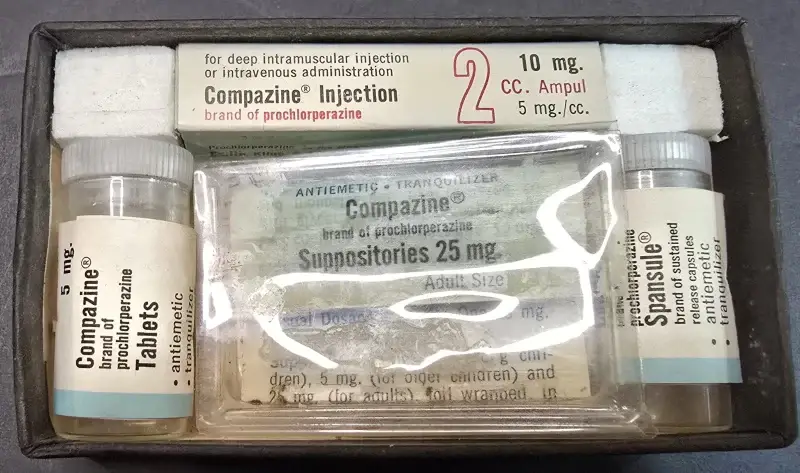 for deep intramuscular injection
or intravenous administration
Compazine® Injection
brand of prochlorperazine
2
10 mg.
CC. Ampul
5 mg./cc.
5 mg.
Compazine®
brand of
prochlorperazine
Tablets
• antiemetic
• tranquilizer
ANTIEMETIC • TRANQUILIZER
Compazine®
brand of prochlorperazine
Suppositories 25 mg.
Adult Size
mg.
dren), 5 mg. (for older children) and
25 mg. (for adults), foil wrapped in
prochlorperazine
Spansule®
brand of sustained
release capsules
• antiemetic
• tranquilizer